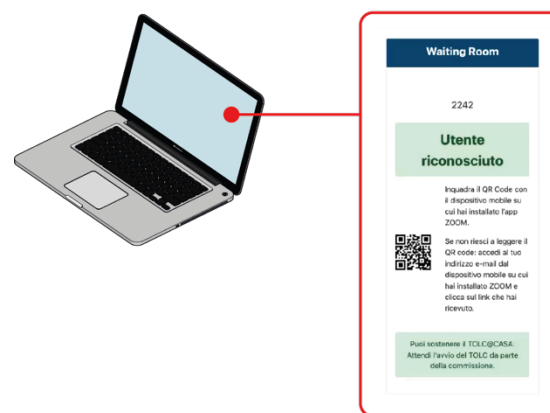 Waiting Room
2242
Utente
riconosciuto
Inquadra il QR Code con
il dispositivo mobile su
cui hai installato l'app
ZOOM.
Se non riesci a leggere il
QR code: accedi al tuo
indirizzo e-mail dal
dispositivo mobile su cui
hai installato ZOOM e
clicca sul link che hai
ricevuto.
Puoi sostenere il TOLC@CASA.
Attendi l'avvio del TOLC da parte
della commissione.